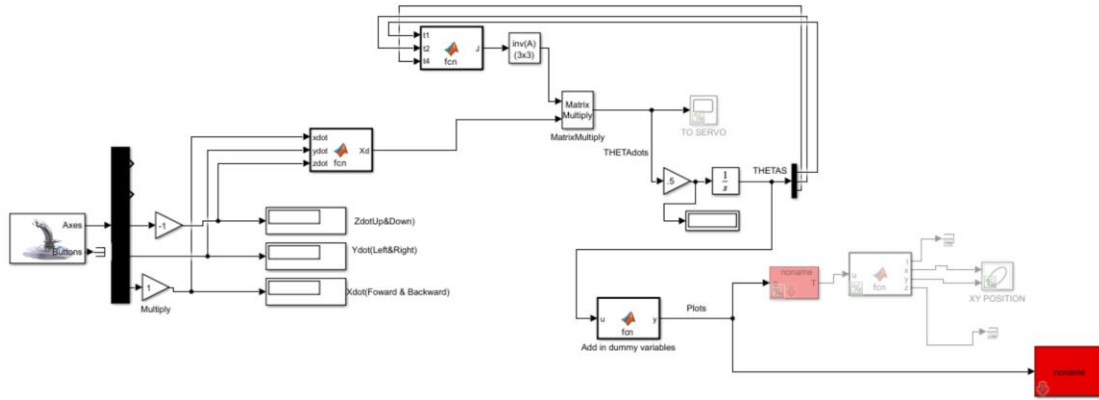 t1
t2
t4
J
fcn
inv(A)
(3x3)
Matrix
Multiply
MatrixMultiply
TO SERVO
xdot
ydot
zdot
Xd
fcn
THETAdots
.5
1
s
THETAS
Axes
Buttons
-1
ZdotUp&Down)
Ydot(Left&Right)
1
Xdot(Foward & Backward)
Multiply
u
y
fcn
Add in dummy variables
Plots
noname
T
u
fcn
t
x
y
z
XY POSITION
noname